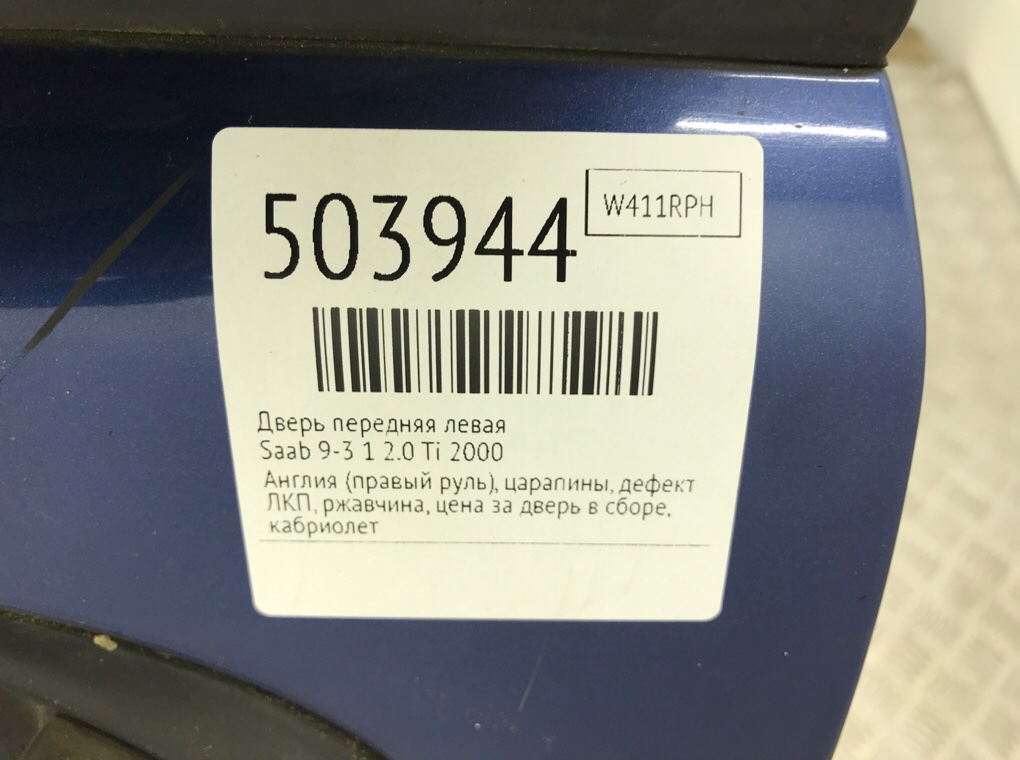 503944
W411RPH
Дверь передняя левая
Saab 9-3 1 2.0 Ti 2000
Англия (правый руль), царапины, дефект
ЛКП, ржавчина, цена за дверь в сборе,
кабриолет